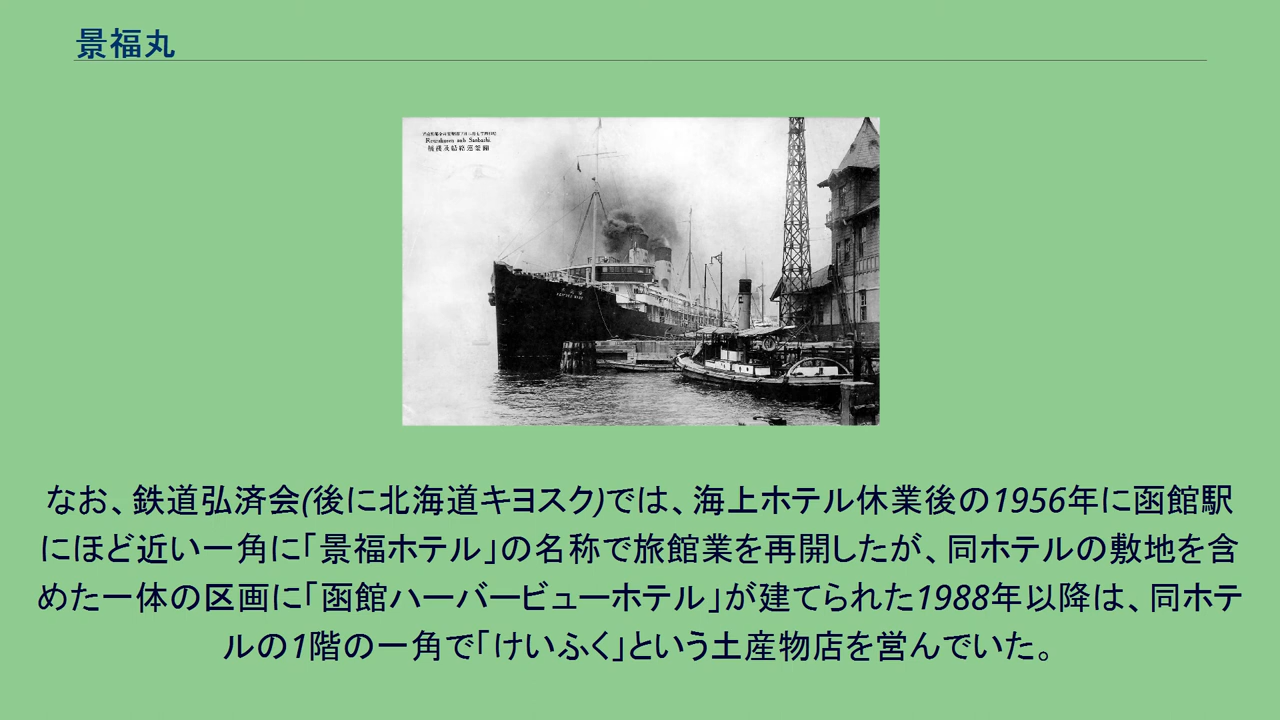 景福丸
なお、鉄道弘済会(後に北海道キヨスク)では、海上ホテル休業後の1956年に函館駅
にほど近い一角に「景福ホテル」の名称で旅館業を再開したが、同ホテルの敷地を含
めた一体の区画に「函館ハーバービューホテル」が建てられた1988年以降は、同ホテ
ルの1階の一角で「けいふく」という土産物店を営んでいた。